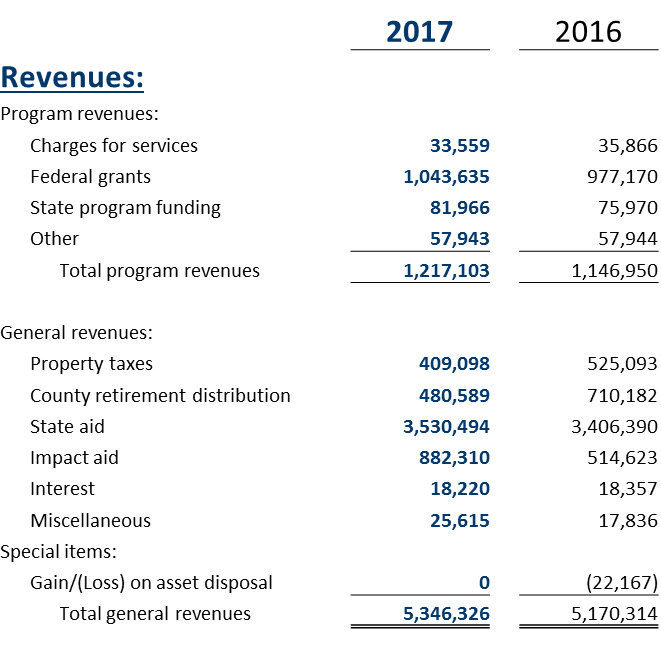 2017 2016
Revenues:
Program revenues:
Charges for services 33,559 35,866
Federal grants 1,043,635 977,170
State program funding 81,966 75,970
Other 57,943 57,944
Total program revenues 1,217,103 1,146,950
General revenues:
Property taxes 409,098 525,093
County retirement distribution 480,589 710,182
State aid 3,530,494 3,406,390
Impact aid 882,310 514,623
Interest 18,220 18,357
Miscellaneous 25,615 17,836
Special items:
Gain/(Loss) on asset disposal 0 (22,167)
Total general revenues 5,346,326 5,170,314